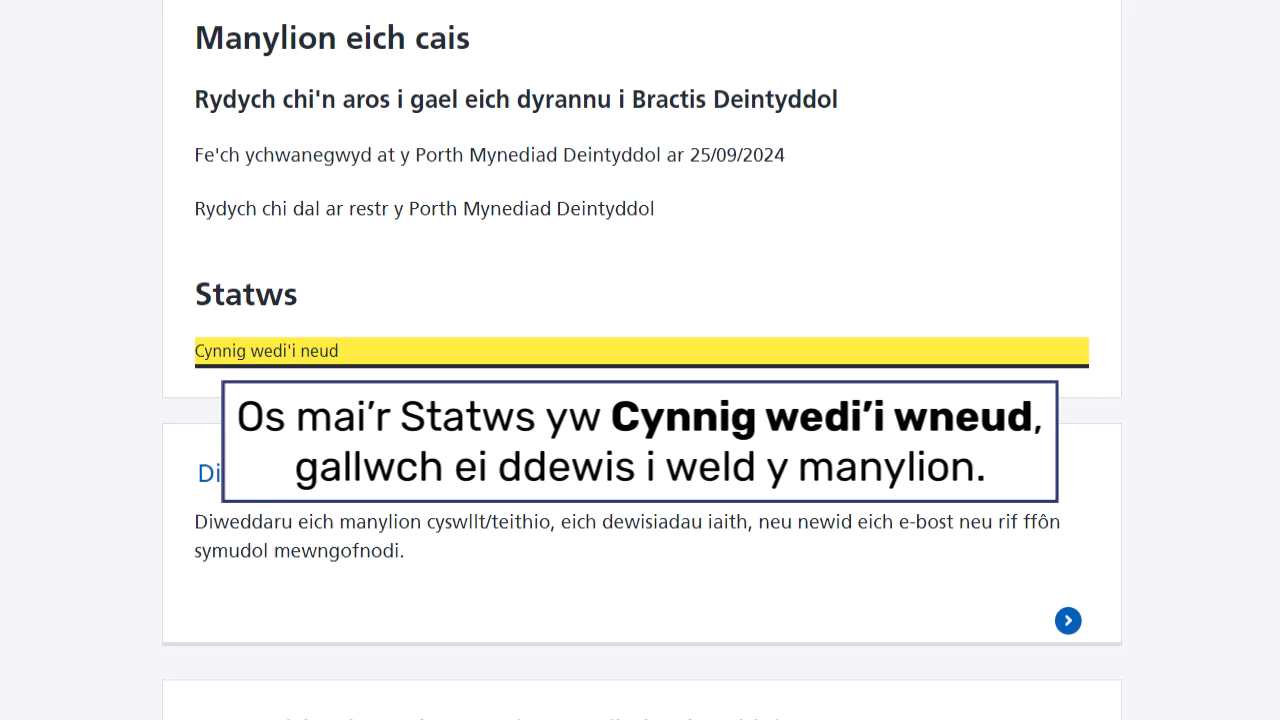 Manylion eich cais
Rydych chi'n aros i gael eich dyrannu i Bractis Deintyddol
Fe'ch ychwanegwyd at y Porth Mynediad Deintyddol ar 25/09/2024
Rydych chi dal ar restr y Porth Mynediad Deintyddol
Statws
Cynnig wedi'i neud
Os mai’r Statws yw Cynnig wedi’i wneud,
gallwch ei ddewis i weld y manylion.
Diweddaru eich manylion cyswllt/teithio, eich dewisiadau iaith, neu newid eich e-bost neu rif ffôn
symudol mewngofnodi.